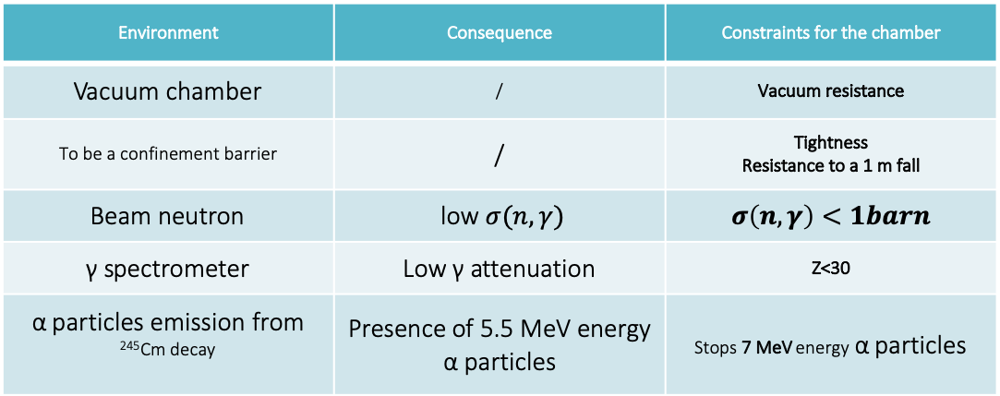 Environment
Consequence
Constraints for the chamber
Vacuum chamber
/
Vacuum resistance
To be a confinement barrier
/
Tightness
Resistance to a 1 m fall
Beam neutron
low σ(n, γ)
σ(n, γ) < 1barn
γ spectrometer
Low γ attenuation
Z<30
α particles emission from
²⁴⁵Cm decay
Presence of 5.5 MeV energy
α particles
Stops 7 MeV energy α particles